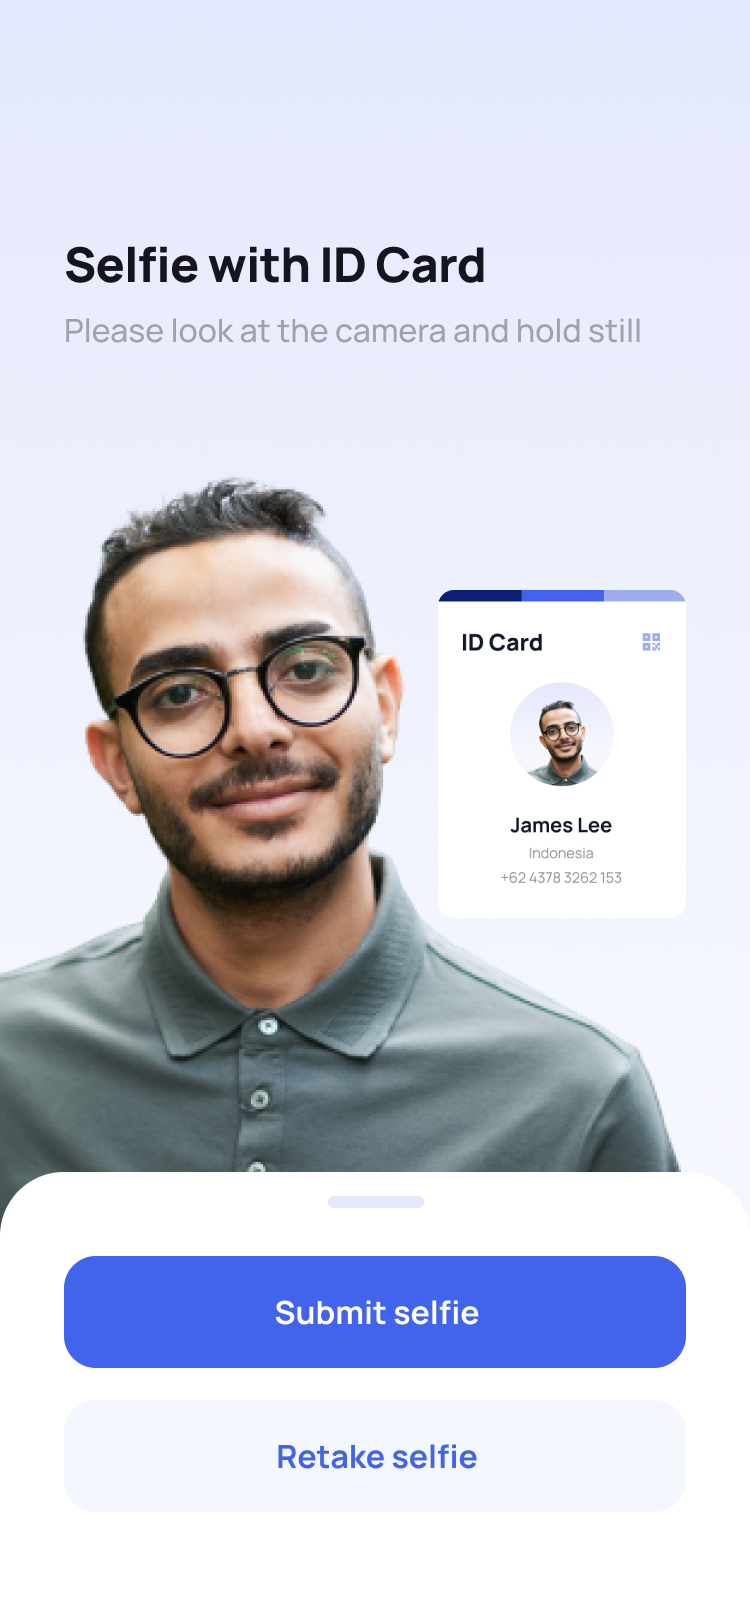 Selfie with ID Card
Please look at the camera and hold still
ID Card
James Lee
Indonesia
+62 4378 3262 153
Submit selfie
Retake selfie